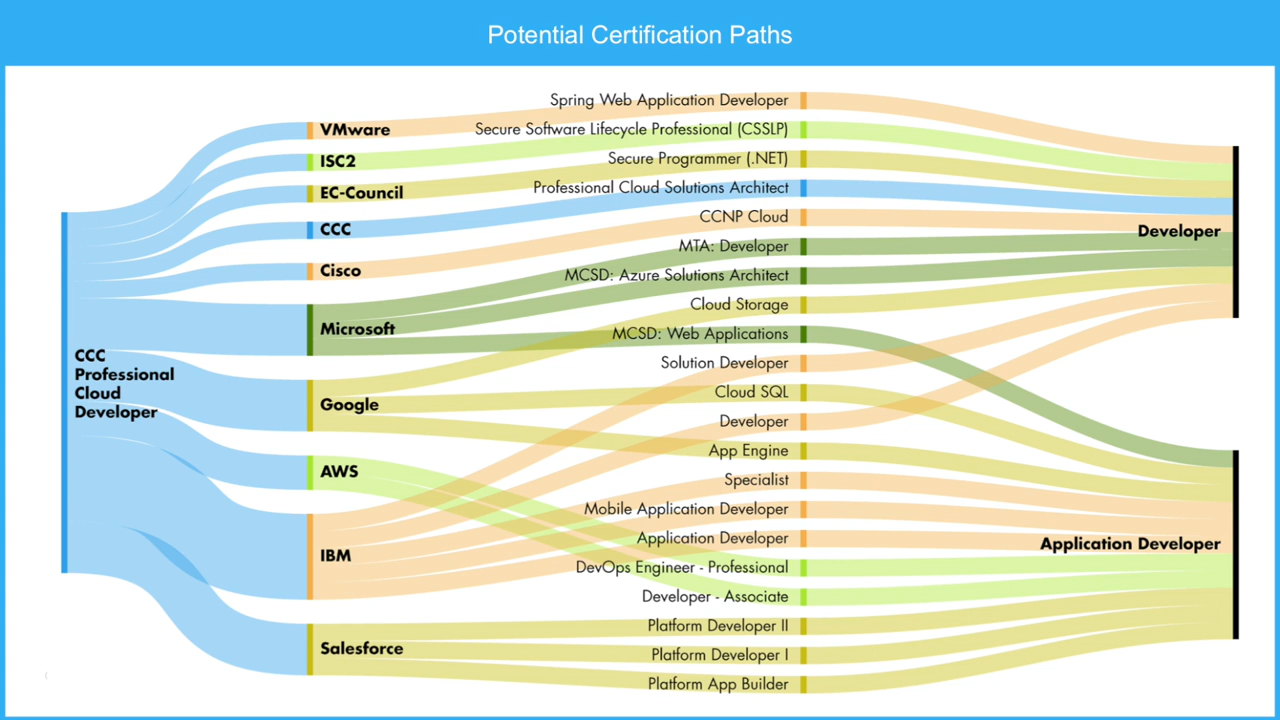 Potential Certification Paths
Spring Web Application Developer
VMware
Secure Software Lifecycle Professional (CSSLP)
ISC2
Secure Programmer (.NET)
EC-Council
Professional Cloud Solutions Architect
CCC
CCNP Cloud
Developer
MTA: Developer
Cisco
MCSD: Azure Solutions Architect
Cloud Storage
Microsoft
MCSD: Web Applications
CCC
Professional
Cloud
Developer
Solution Developer
Cloud SQL
Google
Developer
App Engine
AWS
Specialist
Mobile Application Developer
Application Developer
Application Developer
IBM
DevOps Engineer - Professional
Developer - Associate
Platform Developer II
Salesforce
Platform Developer I
Platform App Builder